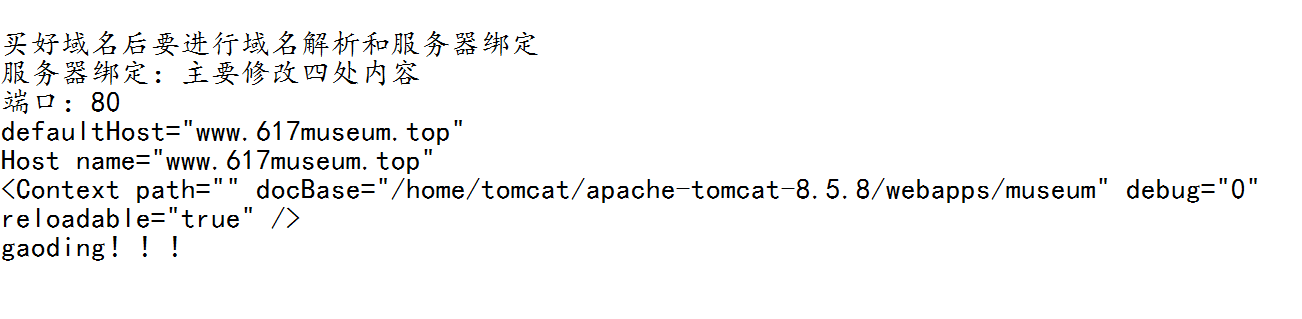 买好域名后要进行域名解析和服务器绑定
服务器绑定：主要修改四处内容
端口：80
defaultHost="www.617museum.top"
Host name="www.617museum.top"
<Context path="" docBase="/home/tomcat/apache-tomcat-8.5.8/webapps/museum" debug="0"
reloadable="true" />
gaoding！！！